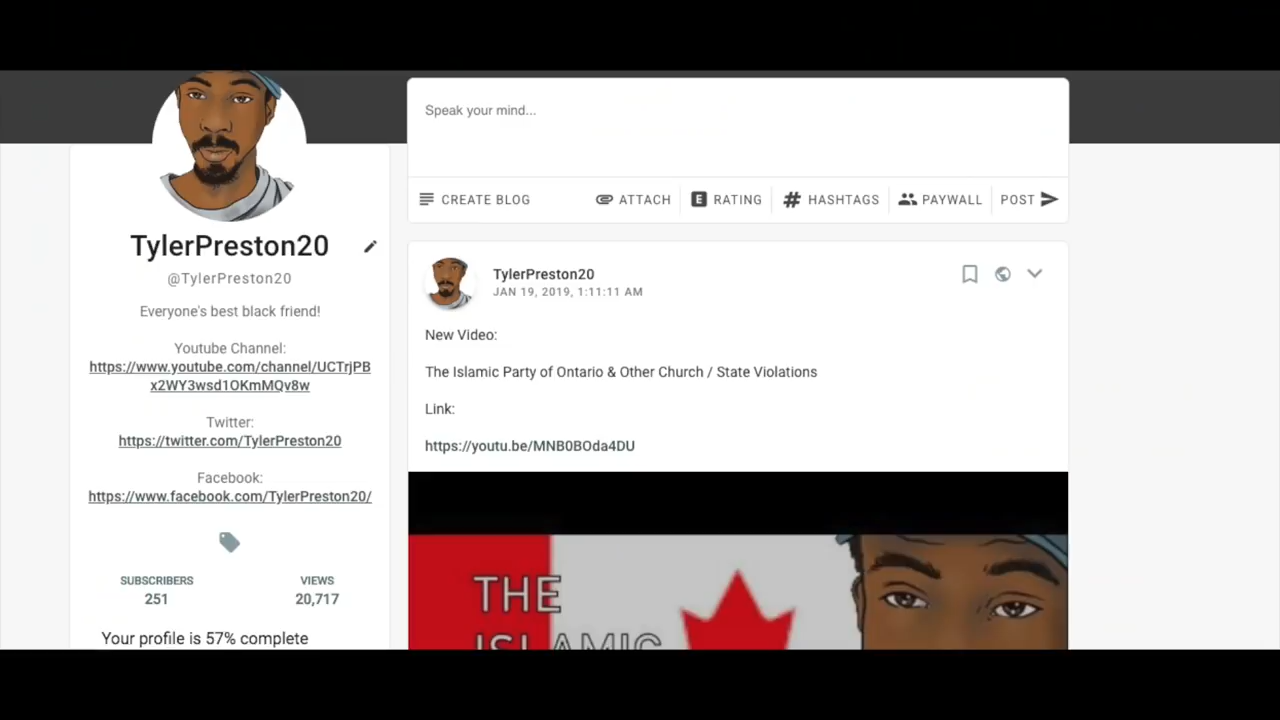 Speak your mind...
CREATE BLOG
ATTACH
E RATING
# HASHTAGS
PAYWALL
POST
TylerPreston20
@TylerPreston20
Everyone's best black friend!
Youtube Channel:
https://www.youtube.com/channel/UCTrjPB
x2WY3wsd1OKmMQv8w
Twitter:
https://twitter.com/TylerPreston20
Facebook:
https://www.facebook.com/TylerPreston20/
SUBSCRIBERS
251
VIEWS
20,717
Your profile is 57% complete
TylerPreston20
JAN 19, 2019, 1:11:11 AM
New Video:
The Islamic Party of Ontario & Other Church / State Violations
Link:
https://youtu.be/MNB0BOda4DU
THE
ISLAMIC